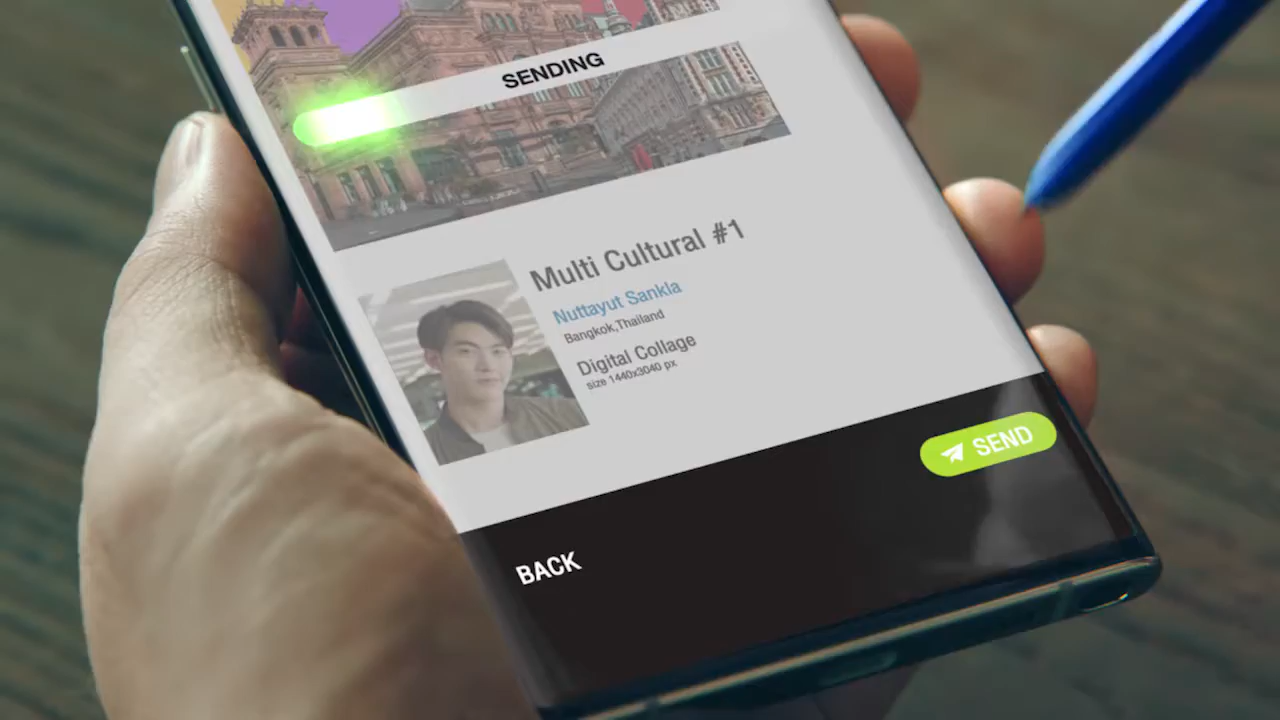 SENDING
Multi Cultural #1
Nuttayut Sankla
Bangkok,Thailand
Digital Collage
size 1440x3040 px
SEND
BACK